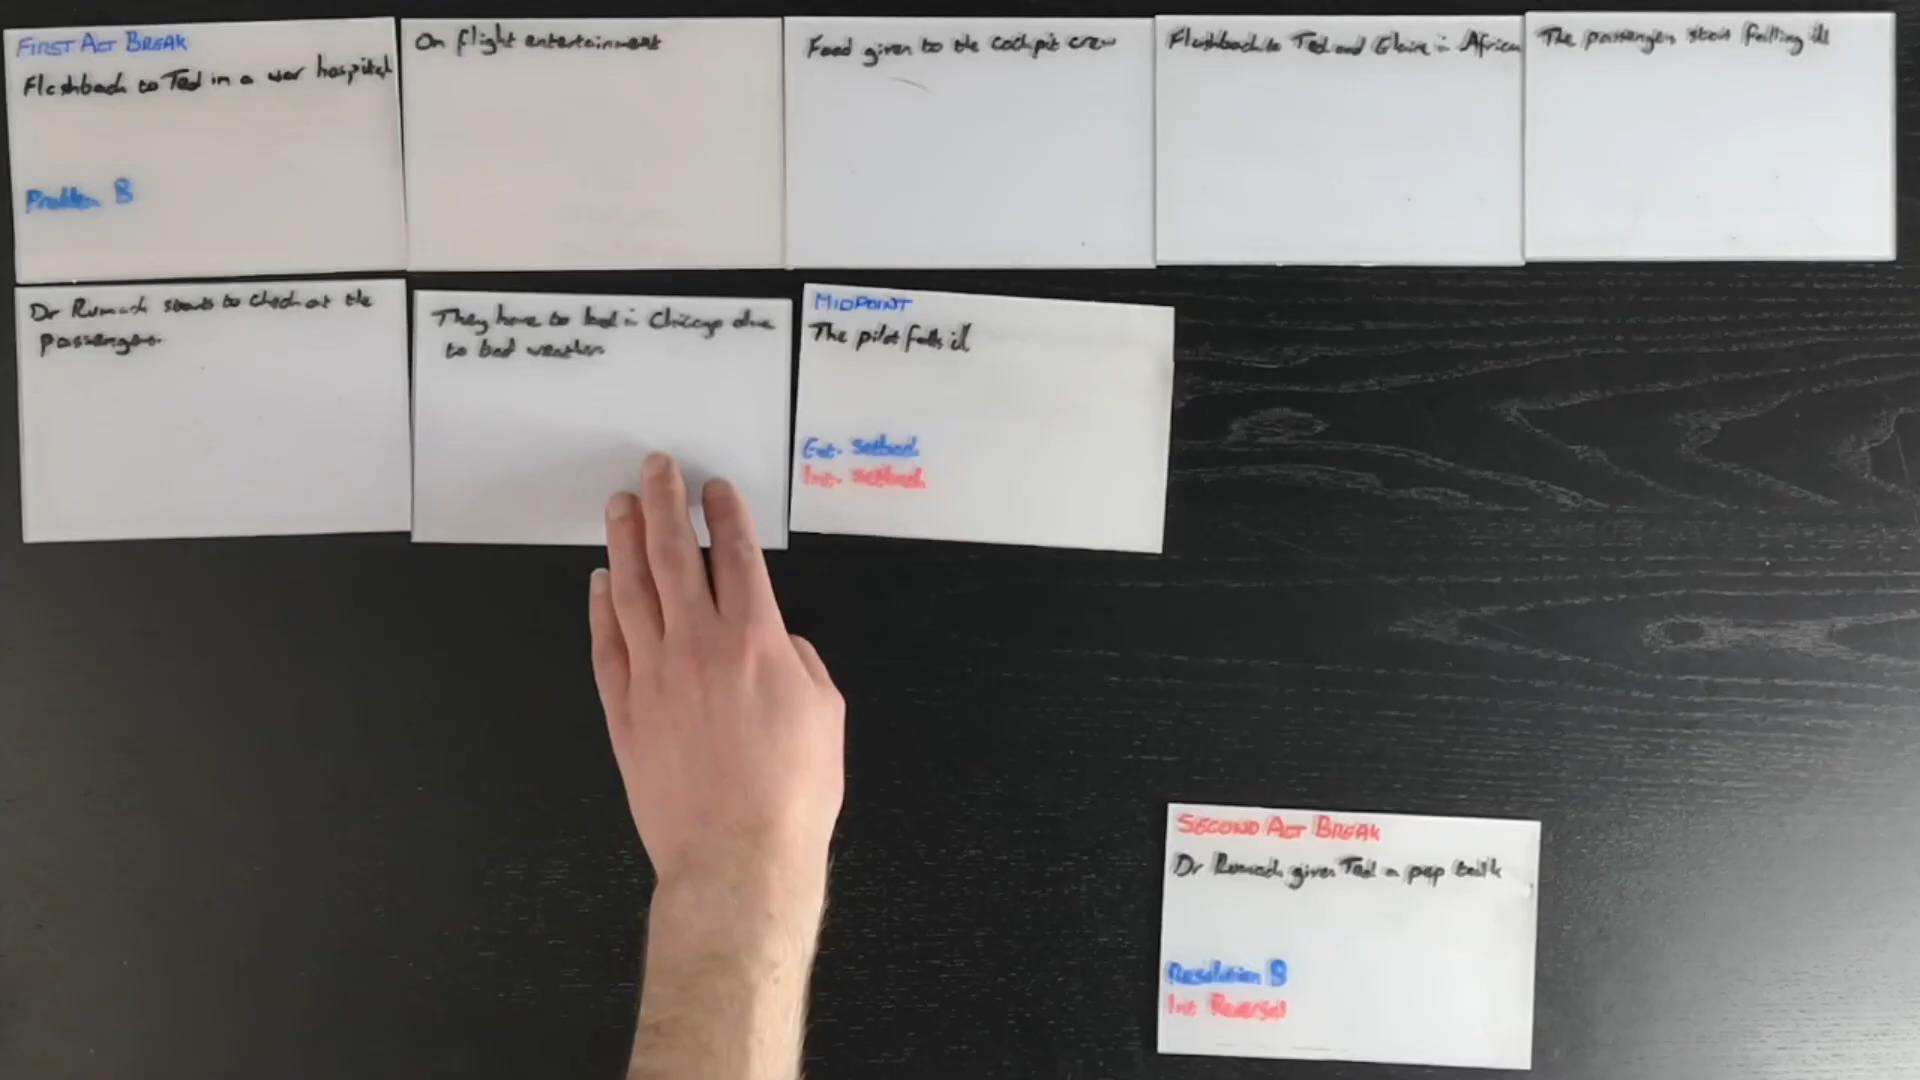 FIRST ACT BREAK
Flashback to Ted in a war hospital
Problem B
On flight entertainment
Food given to the cockpit crew
Flashback to Ted and Elaine in Africa
The passengers start falling ill
Dr Rumack starts to check at the
passengers.
They have to land in Chicago due
to bad weather
MIDPOINT
The pilot falls ill
Ext. Setback
Int. setback
SECOND ACT BREAK
Dr Rumack gives Ted a pep talk
Resolution B
Int Reversal